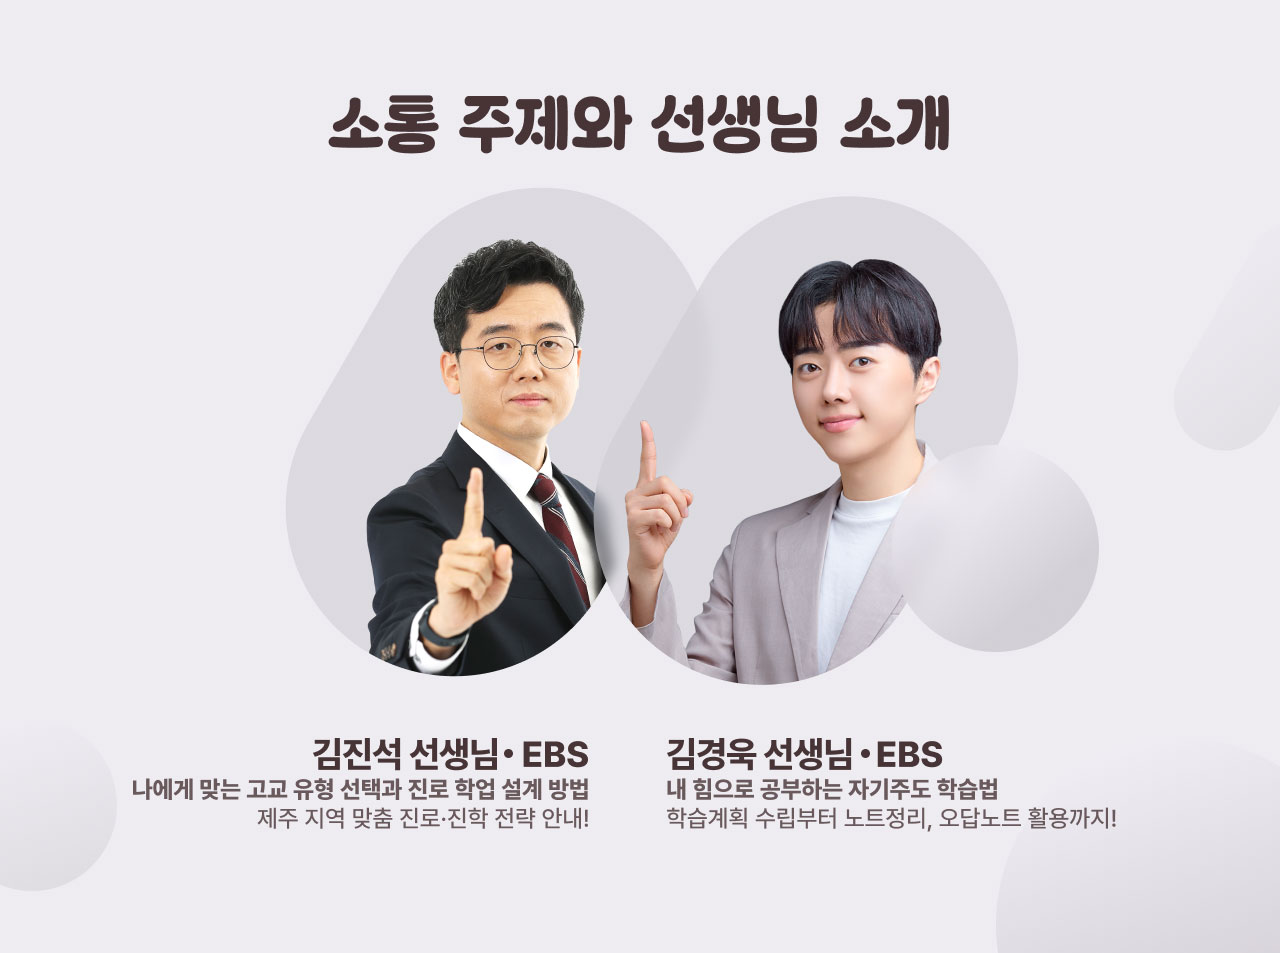 소통 주제와 선생님 소개
김진석 선생님 • EBS
나에게 맞는 고교 유형 선택과 진로 학업 설계 방법
제주 지역 맞춤 진로·진학 전략 안내!
김경욱 선생님 • EBS
내 힘으로 공부하는 자기주도 학습법
학습계획 수립부터 노트정리, 오답노트 활용까지!